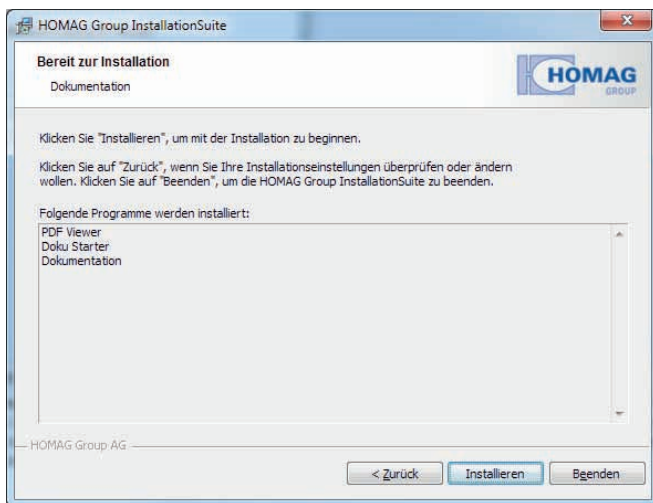 HOMAG Group InstallationSuite
Bereit zur Installation
Dokumentation
HOMAG
GROUP
Klicken Sie "Installieren", um mit der Installation zu beginnen.
Klicken Sie auf "Zurück", wenn Sie Ihre Installationseinstellungen überprüfen oder ändern
wollen. Klicken Sie auf "Beenden", um die HOMAG Group InstallationSuite zu beenden.
Folgende Programme werden installiert:
PDF Viewer
Doku Starter
Dokumentation
HOMAG Group AG
< Zurück Installieren Beenden